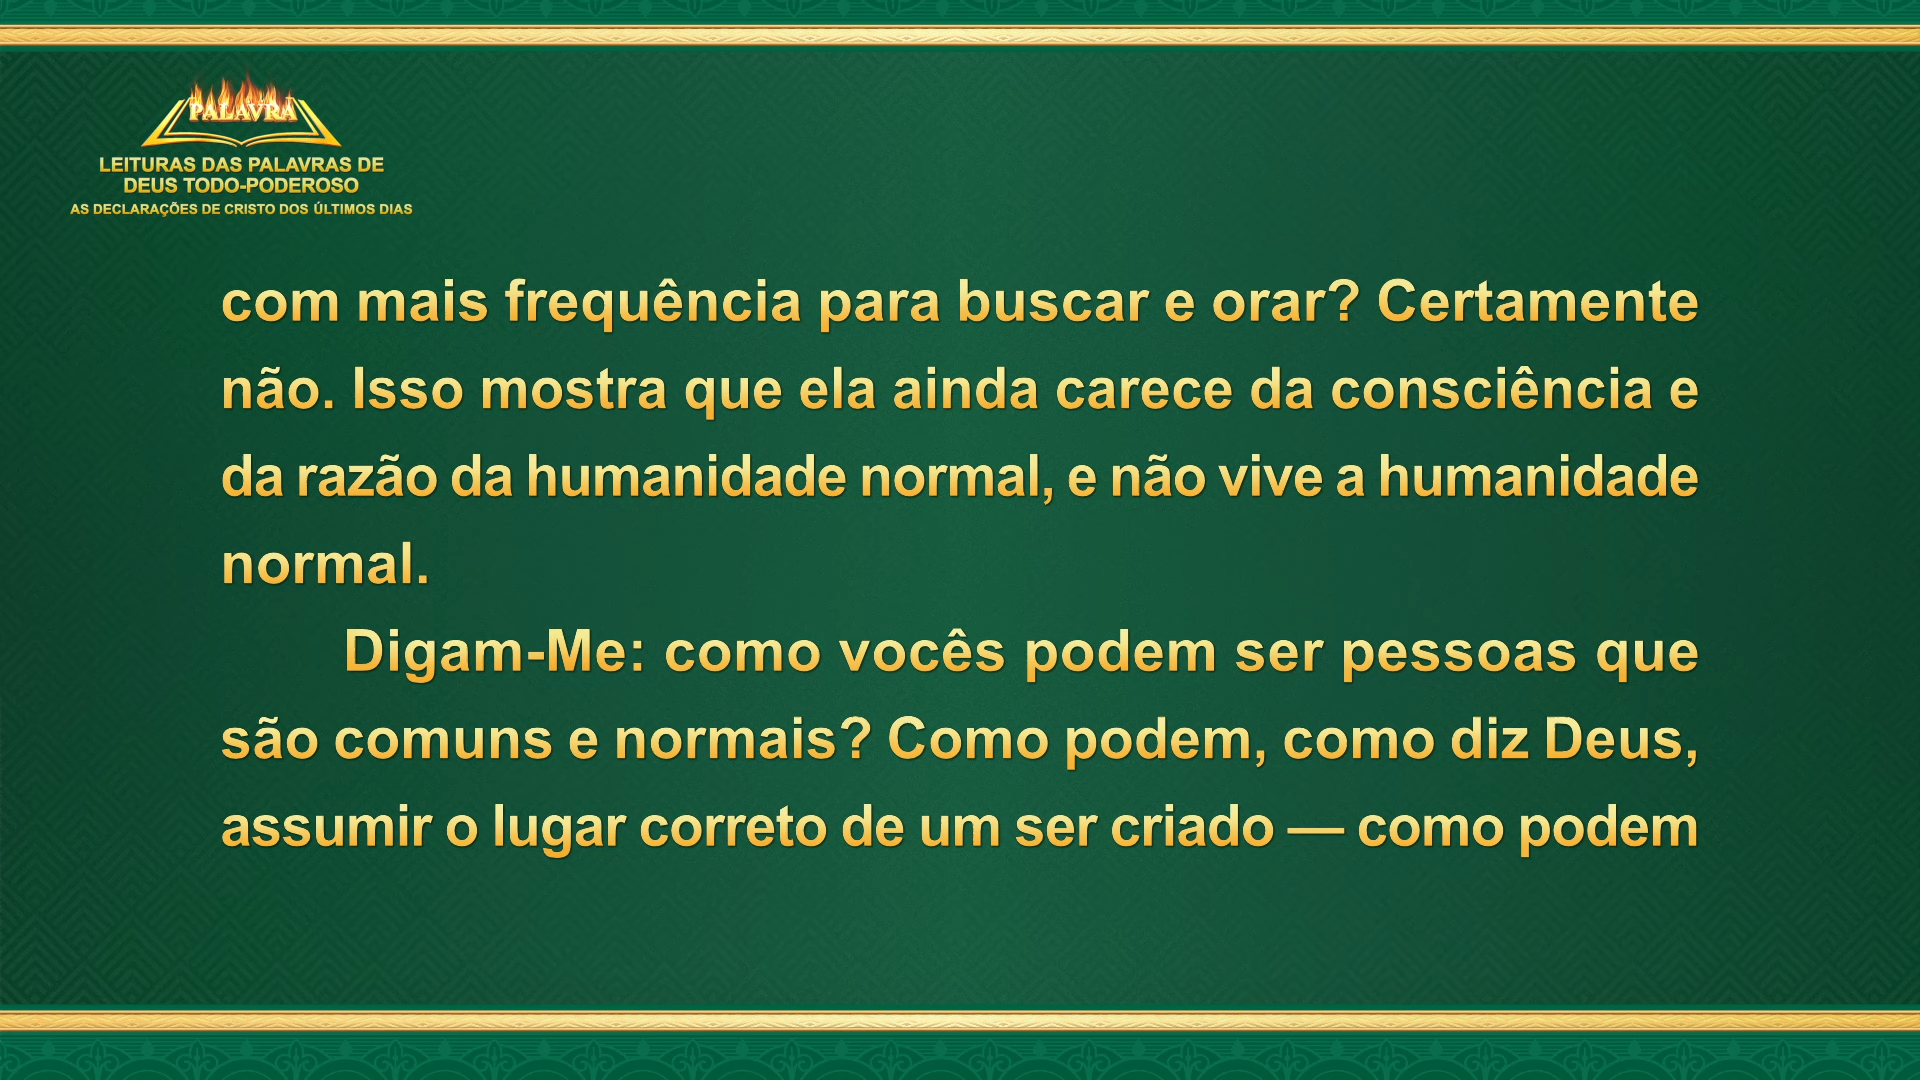 PALAVRA
LEITURAS DAS PALAVRAS DE
DEUS TODO-PODEROSO
AS DECLARAÇÕES DE CRISTO DOS ÚLTIMOS DIAS
com mais frequência para buscar e orar? Certamente
não. Isso mostra que ela ainda carece da consciência e
da razão da humanidade normal, e não vive a humanidade
normal.
Digam-Me: como vocês podem ser pessoas que
são comuns e normais? Como podem, como diz Deus,
assumir o lugar correto de um ser criado — como podem